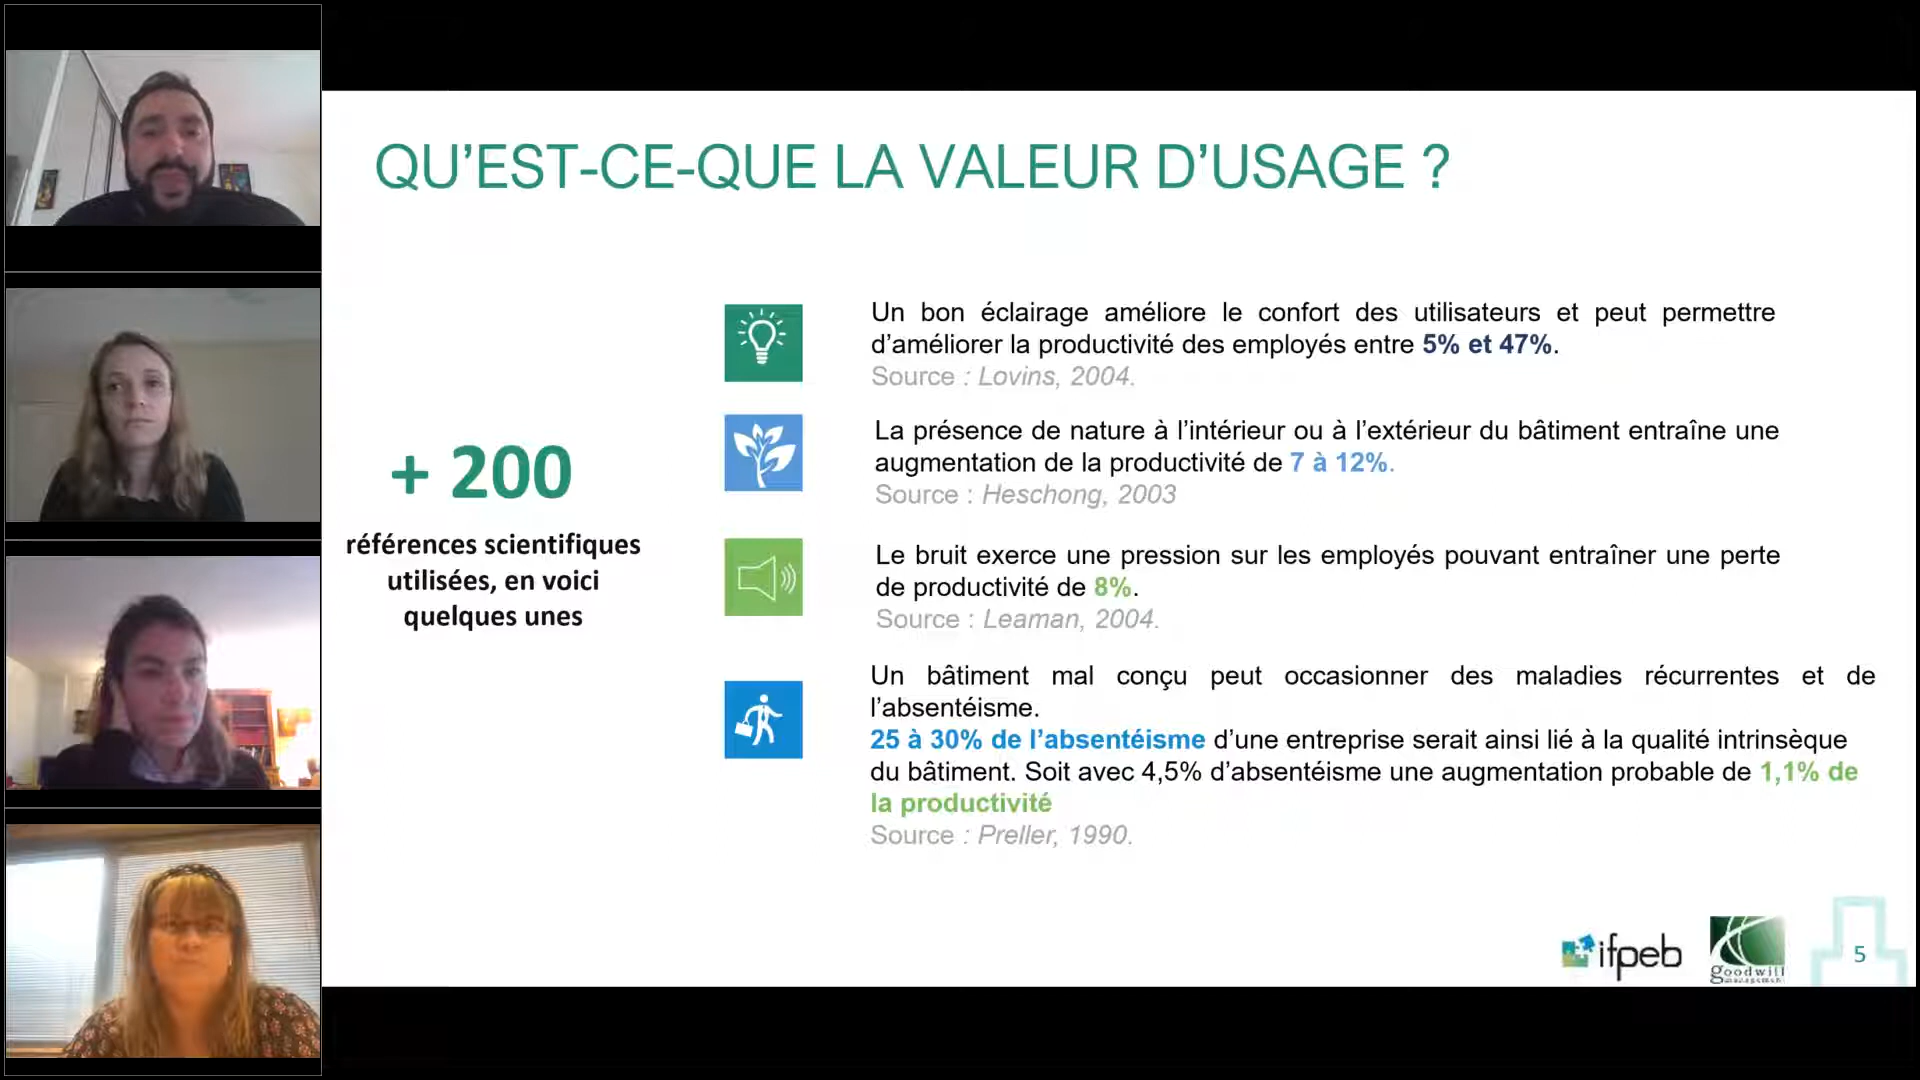 QU’EST-CE-QUE LA VALEUR D’USAGE ?
+ 200
références scientifiques
utilisées, en voici
quelques unes
Un bon éclairage améliore le confort des utilisateurs et peut permettre
d’améliorer la productivité des employés entre 5% et 47%.
Source : Lovins, 2004.
La présence de nature à l’intérieur ou à l’extérieur du bâtiment entraîne une
augmentation de la productivité de 7 à 12%.
Source : Heschong, 2003
Le bruit exerce une pression sur les employés pouvant entraîner une perte
de productivité de 8%.
Source : Leaman, 2004.
Un bâtiment mal conçu peut occasionner des maladies récurrentes et de
l’absentéisme.
25 à 30% de l’absentéisme d’une entreprise serait ainsi lié à la qualité intrinsèque
du bâtiment. Soit avec 4,5% d’absentéisme une augmentation probable de 1,1% de
la productivité
Source : Preller, 1990.
ifpeb
goodwill
management
5